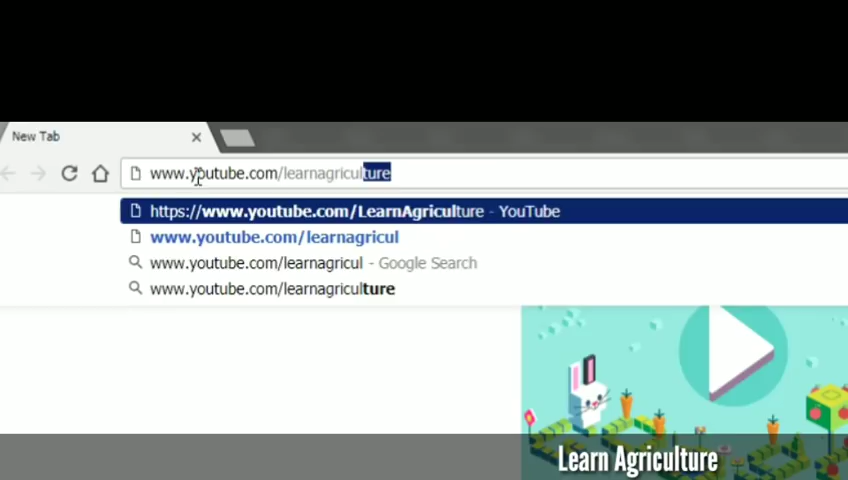 New Tab
www.youtube.com/learnagriculture
https://www.youtube.com/LearnAgriculture - YouTube
www.youtube.com/learnagricul
www.youtube.com/learnagricul - Google Search
www.youtube.com/learnagriculture
Learn Agriculture